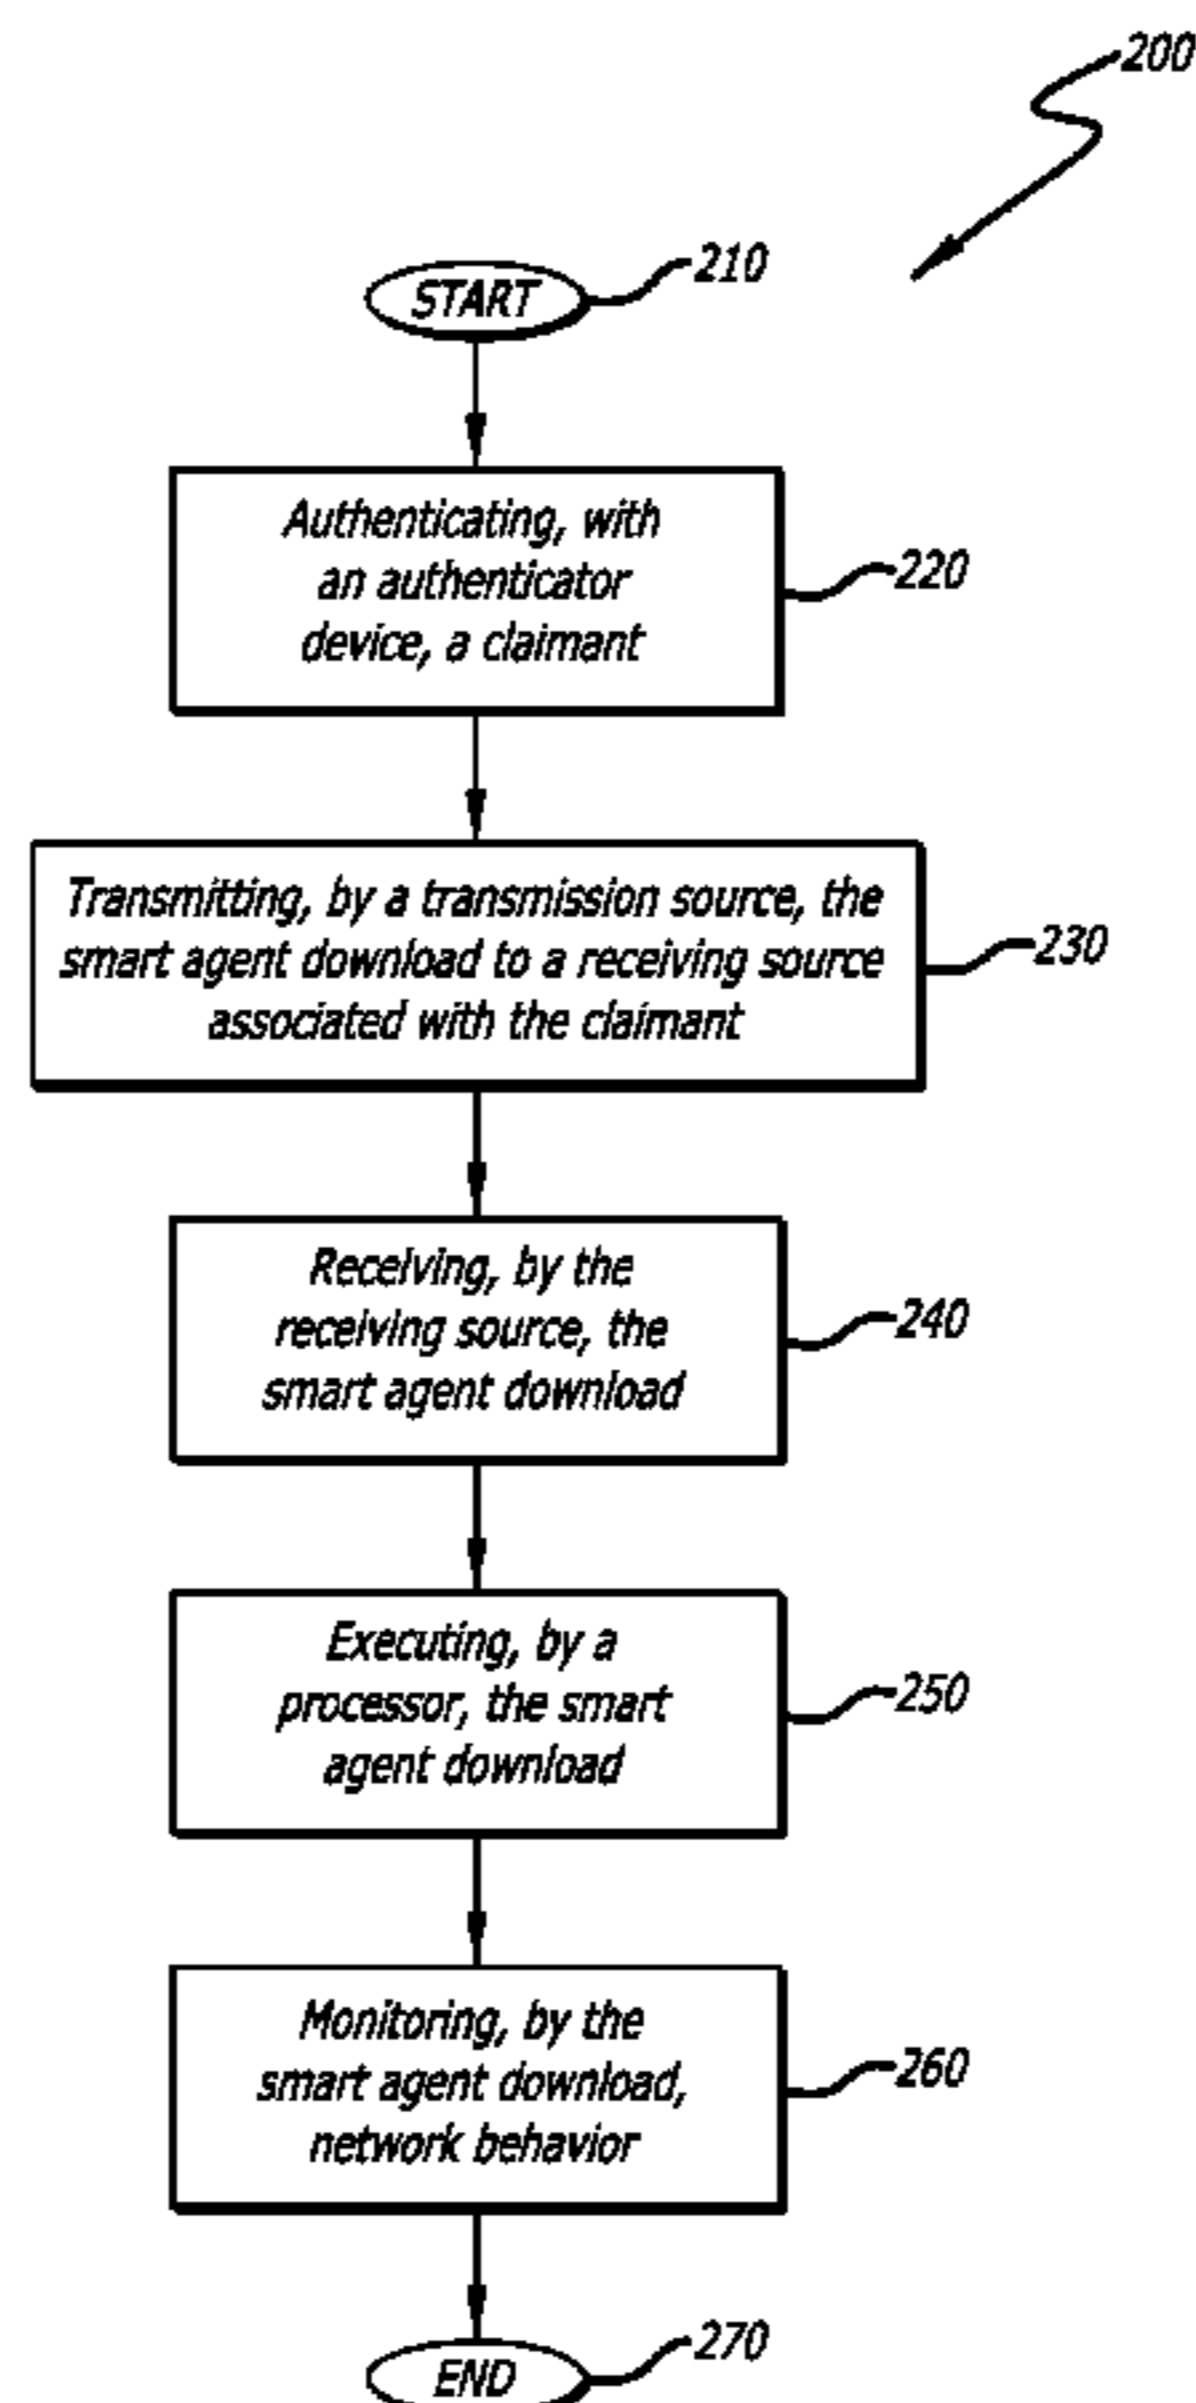 200
START
210
Authenticating, with
an authenticator
device, a claimant
220
Transmitting, by a transmission source, the
smart agent download to a receiving source
associated with the claimant
230
Receiving, by the
receiving source, the
smart agent download
240
Executing, by a
processor, the smart
agent download
250
Monitoring, by the
smart agent download,
network behavior
260
END
270